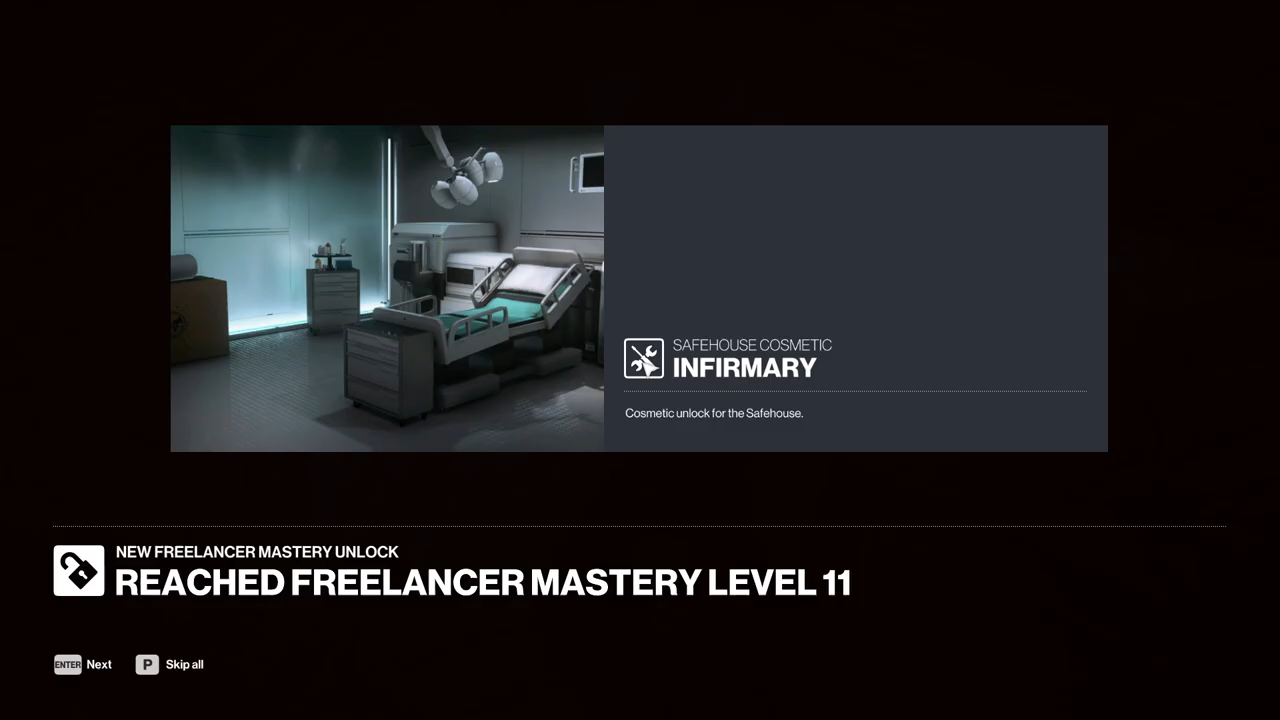 SAFEHOUSE COSMETIC
INFIRMARY
Cosmetic unlock for the Safehouse.
NEW FREELANCER MASTERY UNLOCK
REACHED FREELANCER MASTERY LEVEL 11
ENTER Next P Skip all